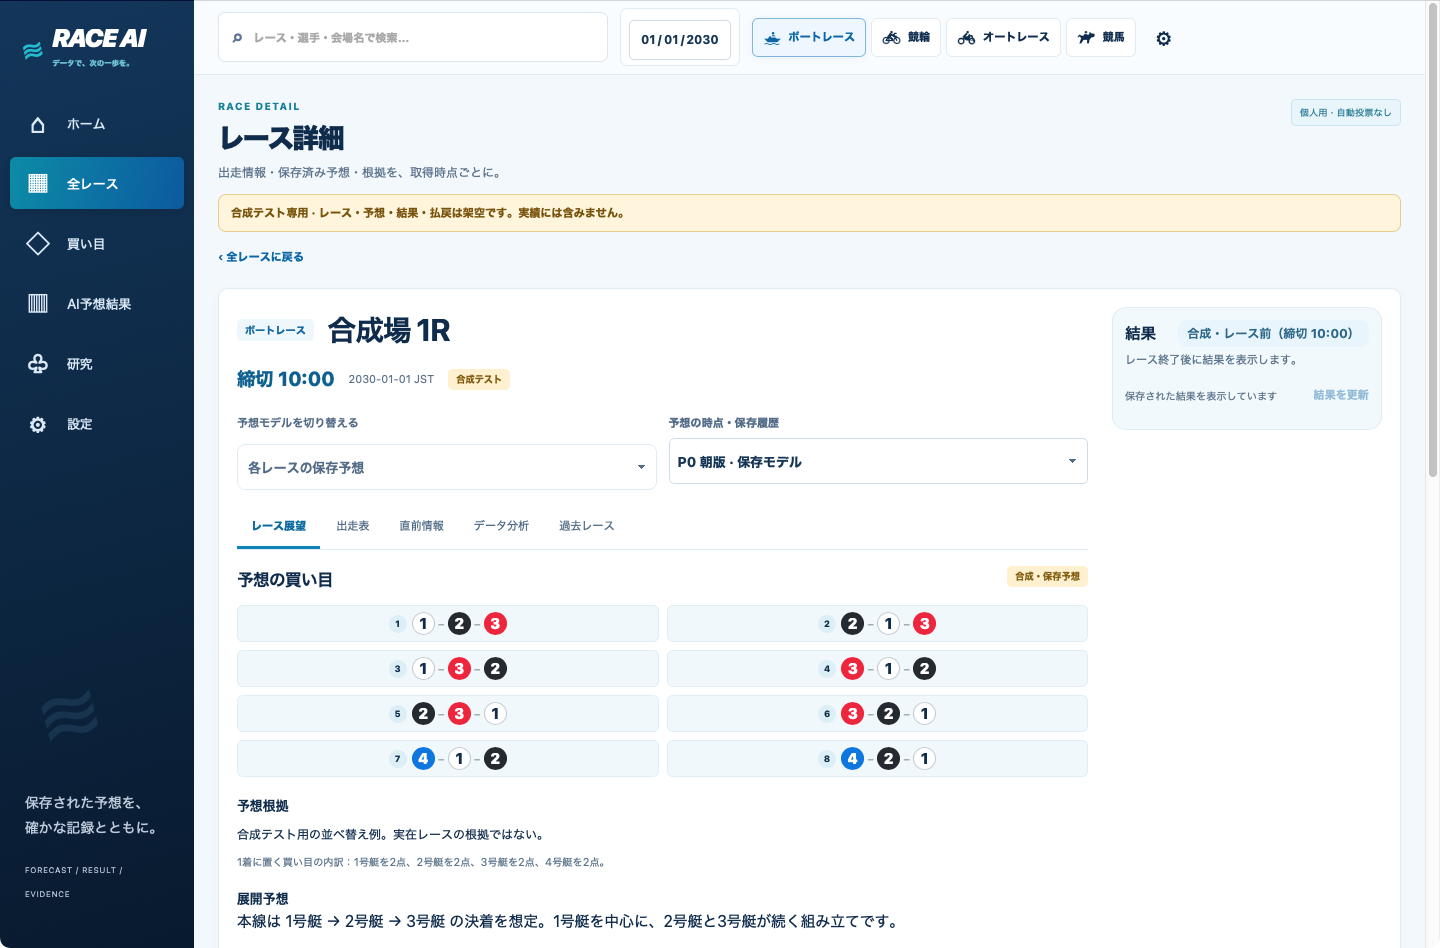 RACE AI
データで、次の一歩を。
ホーム
全レース
買い目
AI予想結果
研究
設定
保存された予想を、
確かな記録とともに。
FORECAST / RESULT /
EVIDENCE
レース・選手・会場名で検索...
01/01/2030
ボートレース
競輪
オートレース
競馬
RACE DETAIL
レース詳細
出走情報・保存済み予想・根拠を、取得時点ごとに。
個人用・自動投票なし
合成テスト専用・レース・予想・結果・払戻は架空です。実績には含みません。
‹ 全レースに戻る
ボートレース
合成場 1R
締切 10:00
2030-01-01 JST
合成テスト
結果
合成・レース前（締切 10:00）
レース終了後に結果を表示します。
保存された結果を表示しています
結果を更新
予想モデルを切り替える
各レースの保存予想
予想の時点・保存履歴
P0 朝版・保存モデル
レース展望
出走表
直前情報
データ分析
過去レース
予想の買い目
合成・保存予想
1 1-2-3
2 2-1-3
3 1-3-2
4 3-1-2
5 2-3-1
6 3-2-1
7 4-1-2
8 4-2-1
予想根拠
合成テスト用の並べ替え例。実在レースの根拠ではない。
1着に置く買い目の内訳：1号艇を2点、2号艇を2点、3号艇を2点、4号艇を2点。
展開予想
本線は 1号艇 → 2号艇 → 3号艇 の決着を想定。1号艇を中心に、2号艇と3号艇が続く組み立てです。